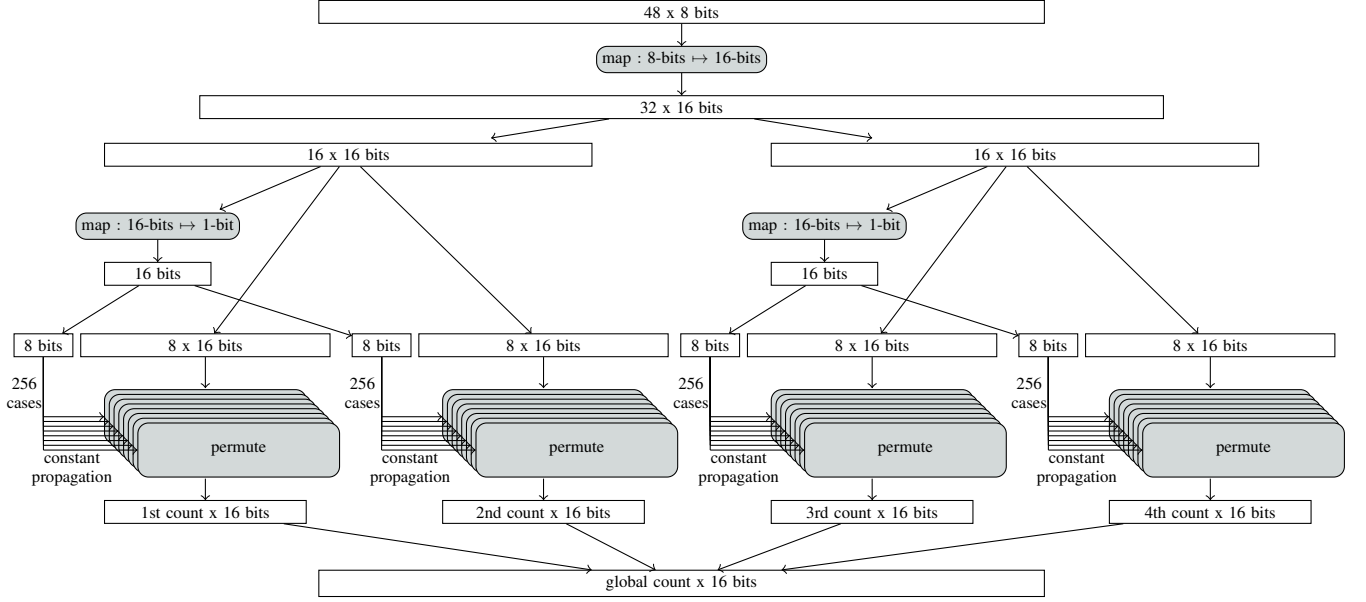 48 x 8 bits
map : 8-bits ↦ 16-bits
32 x 16 bits
16 x 16 bits
16 x 16 bits
map : 16-bits ↦ 1-bit
map : 16-bits ↦ 1-bit
16 bits
16 bits
8 bits
8 x 16 bits
8 bits
8 x 16 bits
8 bits
8 x 16 bits
8 bits
8 x 16 bits
256
cases
256
cases
256
cases
256
cases
permute
permute
permute
permute
constant
propagation
constant
propagation
constant
propagation
constant
propagation
1st count x 16 bits
2nd count x 16 bits
3rd count x 16 bits
4th count x 16 bits
global count x 16 bits